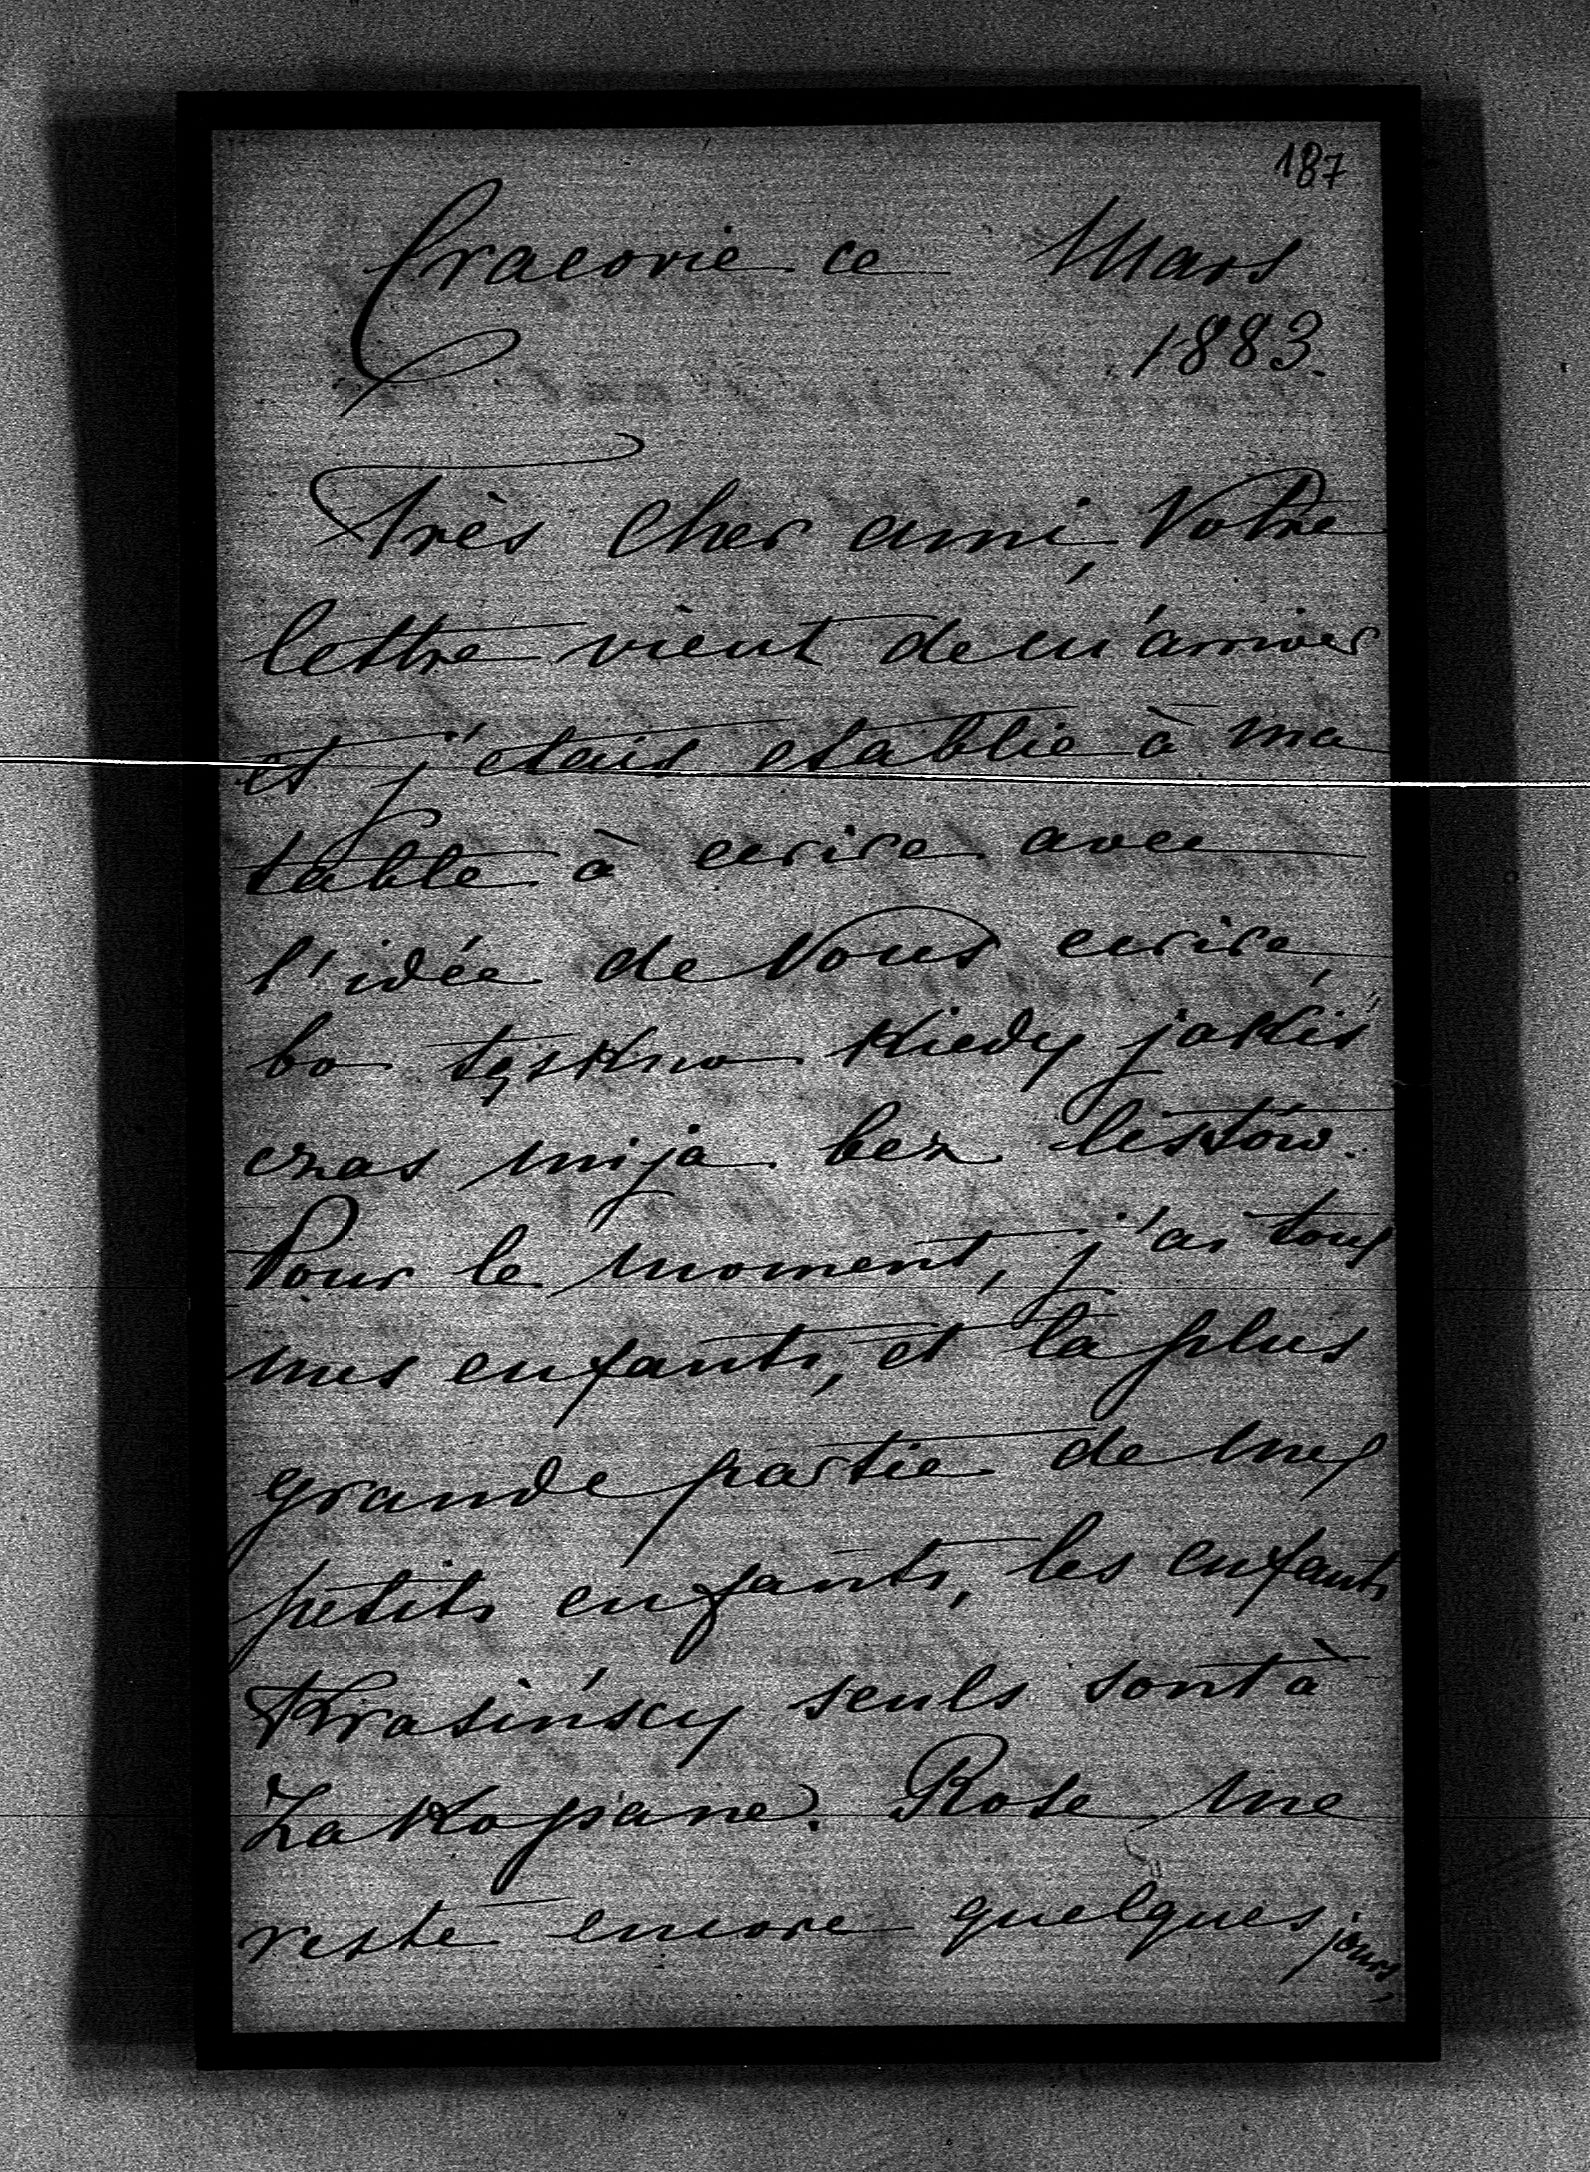 187
Cracovie ce Mars
1883.
Très cher ami, Votre
lettre vient de m'arriver
et j'étais etablie à ma
table à ecrire avec
l'idée de Vous ecrire,
bo tęskno kiedy jakiś
czas mija bez listów.
Pour le moment, j'ai tous
mes enfants, et la plus
grande partie de mes
petits enfants, les enfants
Krasińscy seuls sont à
Zakopane. Rose me
reste encore quelques jours,